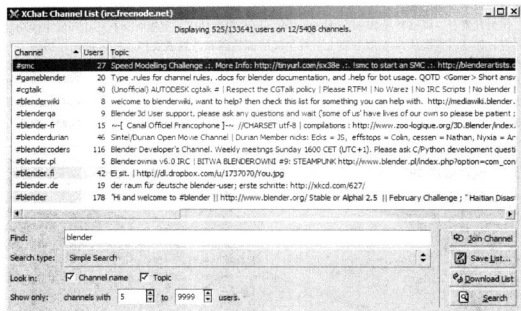 XChat: Channel List (irc.freenode.net)
Displaying 525/133641 users on 12/5408 channels.
Channel Users Topic
#smc 27 Speed Modelling Challenge .:. More Info: http://tinyurl.com/sx38e .:. !smc to start an SMC .:. http://blenderartists.c
#gameblender 20 Type .rules for channel rules, .docs for blender documentation, and .help for bot usage. QOTD <Gomer> Short answ
#cgtalk 40 (Unofficial) AUTODESK cgtalk # | Respect the CGTalk policy | Please RTFM | No Warez | No IRC Scripts | No blender |
#blenderwiki 8 welcome to blenderwiki, want to help? then check this list for something you can help with. http://mediawiki.blender.
#blenderqa 9 Blender3d User support, please ask any questions and wait (some of us' have lives of our own so please be patient ;
#blender-fr 15 ~-[ Canal Officiel Francophone ]-~ //CHARSET utf-8 | compilations : http://www.zoo-logique.org/3D.Blender/index.
#blenderdurian 46 Sinte/Durian Open Movie Channel | Durian Member nicks: Ecks = JS, effstops = Colin, cessen = Nathan, Nyxia = Ar
#blendercoders 116 Blender Developer's Channel. Weekly meetings Sunday 1600 CET (UTC+1). Please ask C/Python development questi
#blender.pl 5 Blenderownia v6.0 IRC | BITWA BLENDEROWNI #9: STEAMPUNK http://www.blender.pl/index.php?option=com_con
#blender.fi 42 Ei sit. | http://dl.dropbox.com/u/1737070/You.jpg
#blender.de 19 der raum für deutsche blender-user; erste schritte: http://xkcd.com/627/
#blender 178 "Hi and welcome to #blender || http://www.blender.org/ Stable or Alphal 2.5 || February Challenge ; " Haitian Disas
Find: blender
Join Channel
Search type: Simple Search
Save List...
Look in: Channel name Topic
Download List
Show only: channels with 5 to 9999 users.
Search